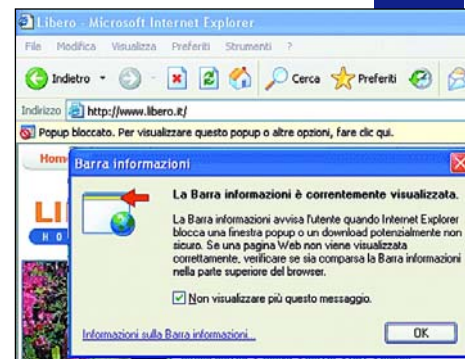 Libero - Microsoft Internet Explorer
File Modifica Visualizza Preferiti Strumenti ?
Indietro Cerca Preferiti
Indirizzo http://www.libero.it/
Popup bloccato. Per visualizzare questo popup o altre opzioni, fare clic qui.
Hom
Barra informazioni
La Barra informazioni è correntemente visualizzata.
LI
La Barra informazioni avvisa l'utente quando Internet Explorer
blocca una finestra popup o un download potenzialmente non
sicuro. Se una pagina Web non viene visualizzata
correttamente, verificare se sia comparsa la Barra informazioni
nella parte superiore del browser.
H O
Non visualizzare più questo messaggio.
Informazioni sulla Barra informazioni... OK